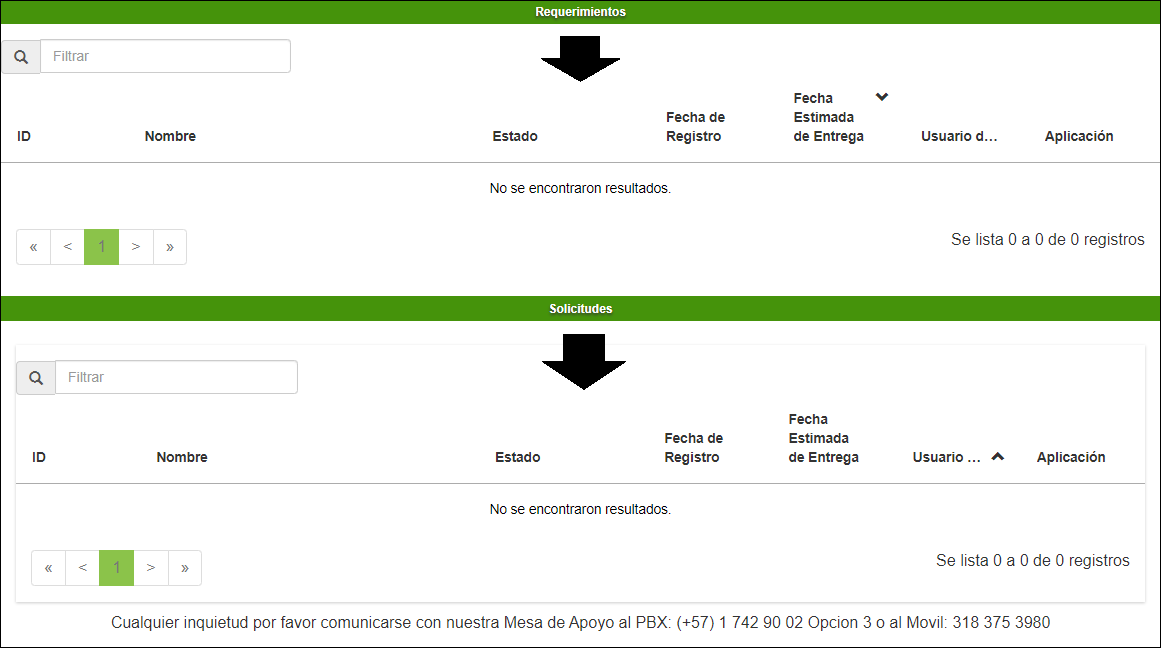 Requerimientos
Filtrar
ID Nombre Estado Fecha de Registro Fecha Estimada de Entrega Usuario d... Aplicación
No se encontraron resultados.
« < 1 > »
Se lista 0 a 0 de 0 registros
Solicitudes
Filtrar
ID Nombre Estado Fecha de Registro Fecha Estimada de Entrega Usuario ... Aplicación
No se encontraron resultados.
« < 1 > »
Se lista 0 a 0 de 0 registros
Cualquier inquietud por favor comunicarse con nuestra Mesa de Apoyo al PBX: (+57) 1 742 90 02 Opcion 3 o al Movil: 318 375 3980